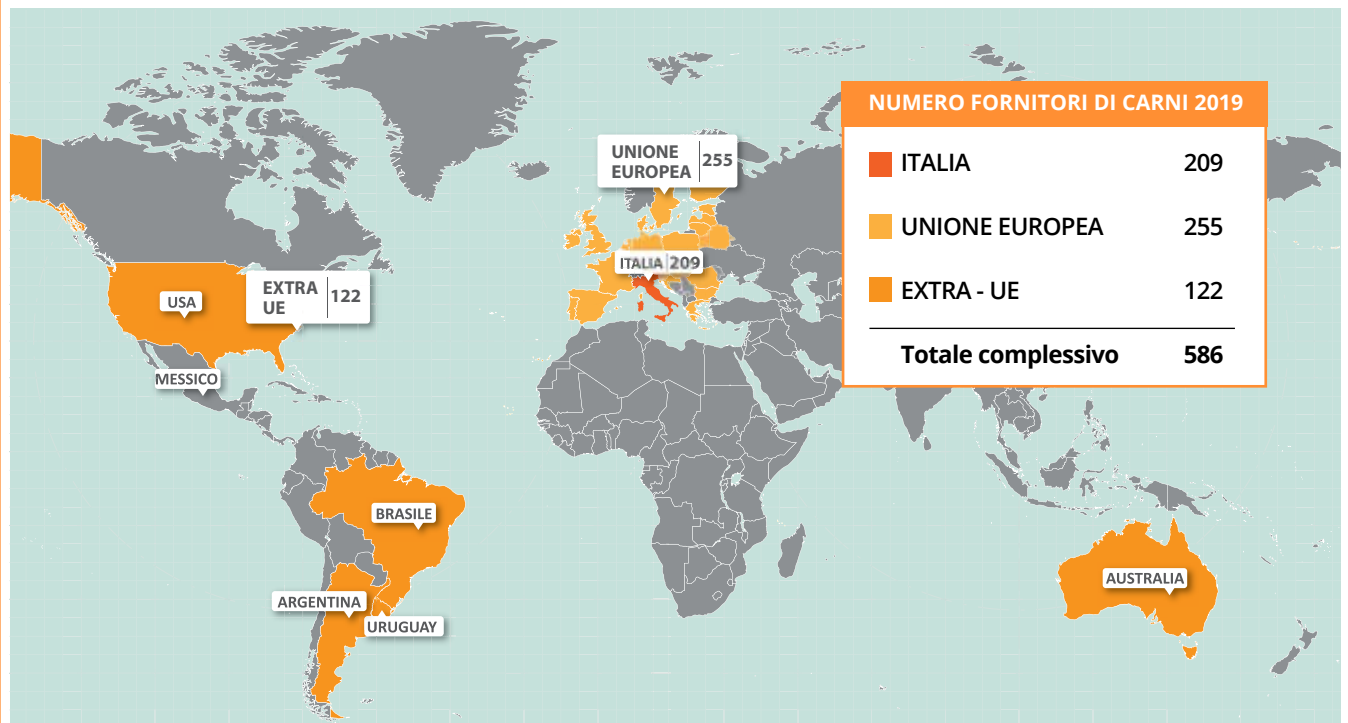 NUMERO FORNITORI DI CARNI 2019
ITALIA 209
UNIONE EUROPEA 255
EXTRA - UE 122
Totale complessivo 586
UNIONE
EUROPEA 255
ITALIA 209
EXTRA
UE 122
USA
MESSICO
BRASILE
ARGENTINA
URUGUAY
AUSTRALIA